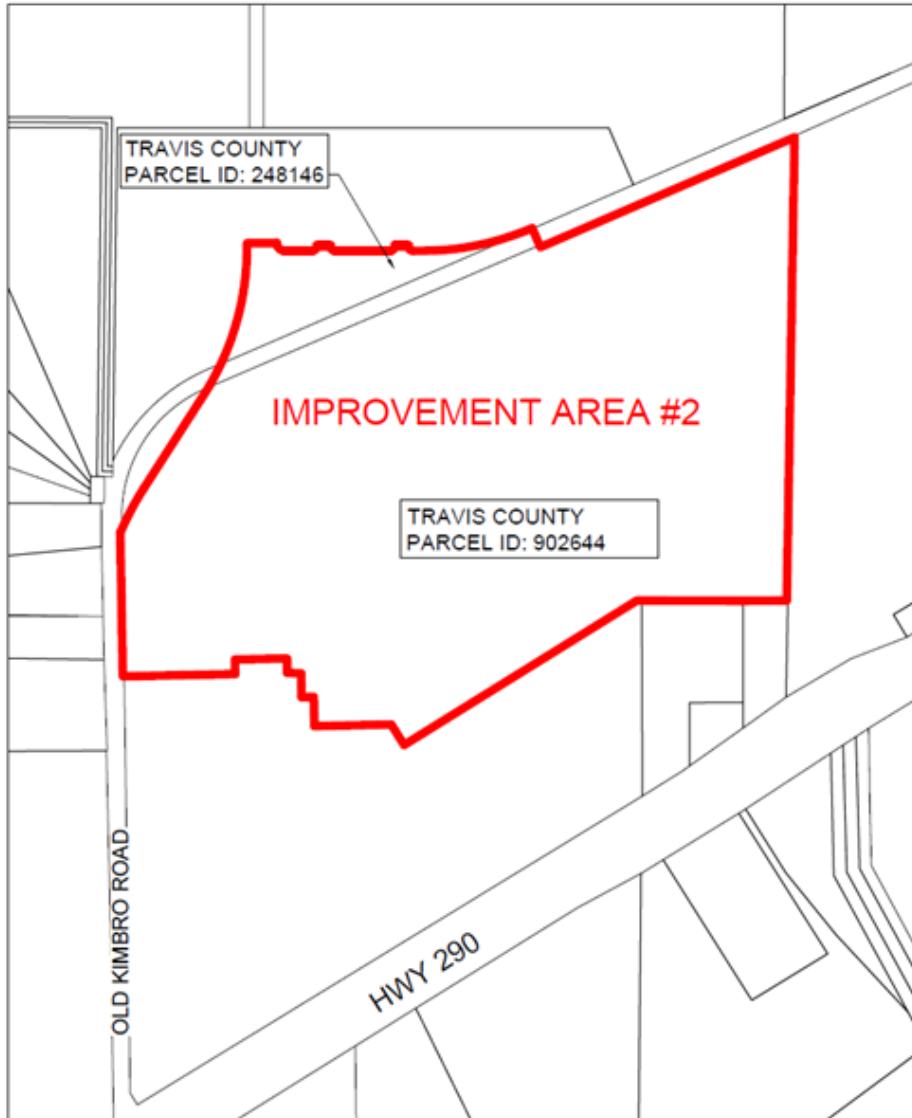 TRAVIS COUNTY
PARCEL ID: 248146
IMPROVEMENT AREA #2
TRAVIS COUNTY
PARCEL ID: 902644
OLD KIMBRO ROAD
HWY 290